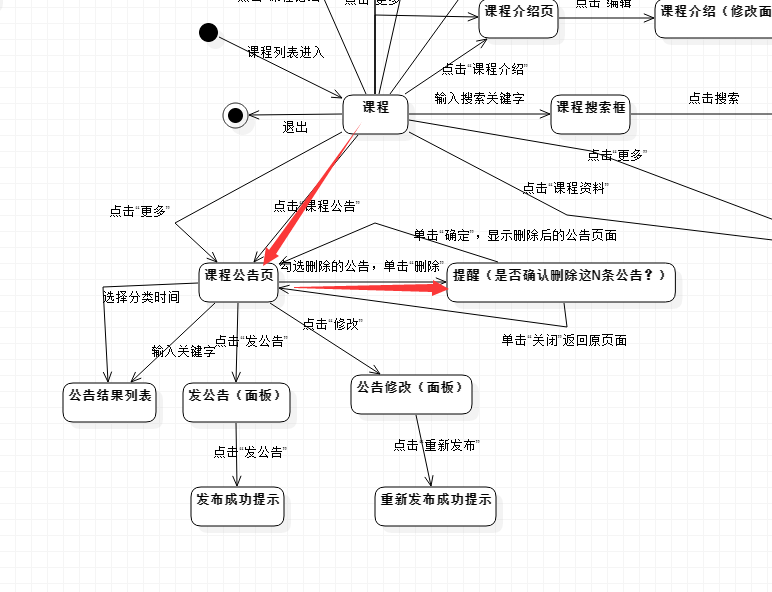 点击“更多”
课程介绍页
点击“编辑
课程介绍（修改面
课程列表进入
点击“课程介绍”
课程
输入搜索关键字
课程搜索框
点击搜索
退出
点击“更多”
点击“课程资料”
点击“更多”
点击“课程公告”
单击“确定”，显示删除后的公告页面
勾选删除的公告，单击“删除”
课程公告页
提醒（是否确认删除这N条公告？）
选择分类时间
点击“修改”
输入关键字
点击“发公告”
单击“关闭”返回原页面
公告结果列表
发公告（面板）
公告修改（面板）
点击“发公告”
点击“重新发布”
发布成功提示
重新发布成功提示